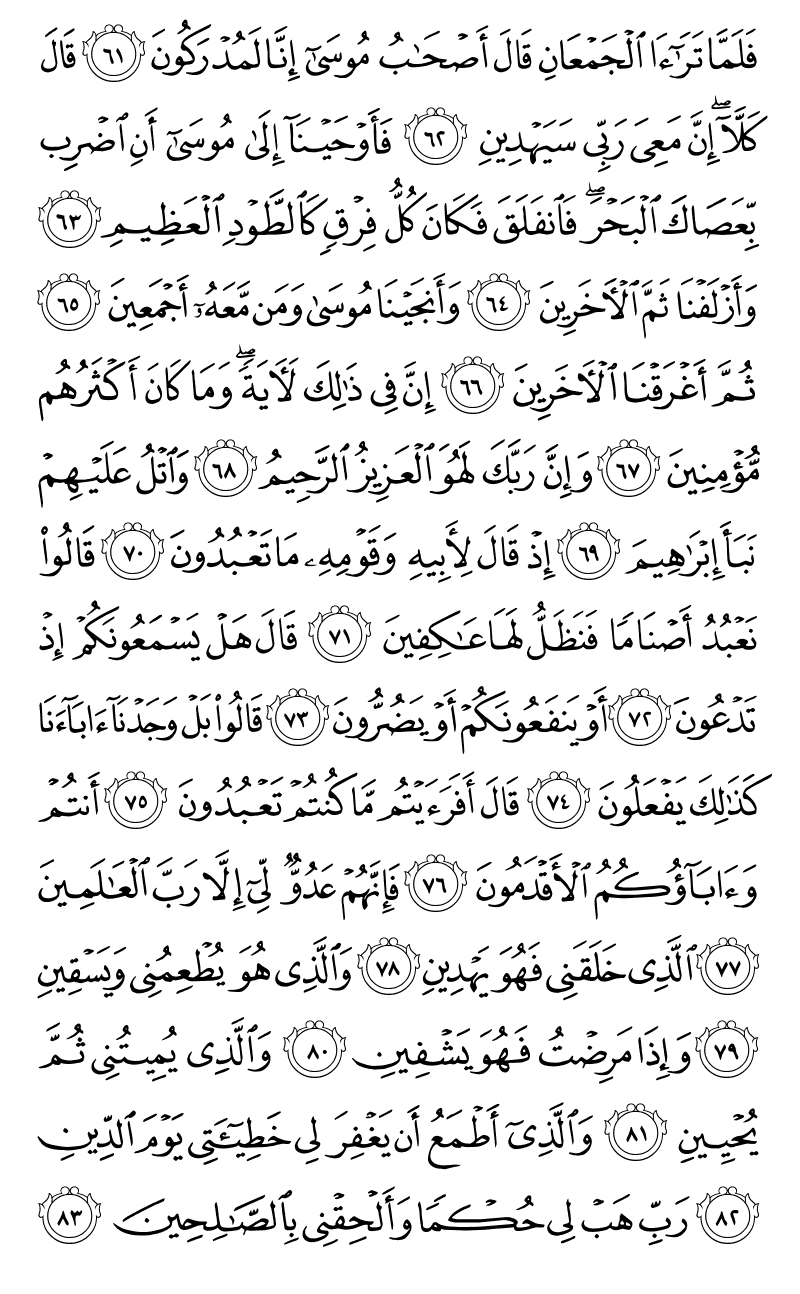 فَلَمَّا تَرَٰٓءَا ٱلْجَمْعَانِ قَالَ أَصْحَٰبُ مُوسَىٰٓ إِنَّا لَمُدْرَكُونَ ٦١ قَالَ
كَلَّآ ۖ إِنَّ مَعِىَ رَبِّى سَيَهْدِينِ ٦٢ فَأَوْحَيْنَآ إِلَىٰ مُوسَىٰٓ أَنِ ٱضْرِب
بِّعَصَاكَ ٱلْبَحْرَ ۖ فَٱنفَلَقَ فَكَانَ كُلُّ فِرْقٍ كَٱلطَّوْدِ ٱلْعَظِيمِ ٦٣
وَأَزْلَفْنَا ثَمَّ ٱلْءَاخَرِينَ ٦٤ وَأَنجَيْنَا مُوسَىٰ وَمَن مَّعَهُۥٓ أَجْمَعِينَ ٦٥
ثُمَّ أَغْرَقْنَا ٱلْءَاخَرِينَ ٦٦ إِنَّ فِى ذَٰلِكَ لَءَايَةً ۖ وَمَا كَانَ أَكْثَرُهُم
مُّؤْمِنِينَ ٦٧ وَإِنَّ رَبَّكَ لَهُوَ ٱلْعَزِيزُ ٱلرَّحِيمُ ٦٨ وَٱتْلُ عَلَيْهِمْ
نَبَأَ إِبْرَٰهِيمَ ٦٩ إِذْ قَالَ لِأَبِيهِ وَقَوْمِهِۦ مَا تَعْبُدُونَ ٧٠ قَالُوا۟
نَعْبُدُ أَصْنَامًا فَنَظَلُّ لَهَا عَٰكِفِينَ ٧١ قَالَ هَلْ يَسْمَعُونَكُمْ إِذْ
تَدْعُونَ ٧٢ أَوْ يَنفَعُونَكُمْ أَوْ يَضُرُّونَ ٧٣ قَالُوا۟ بَلْ وَجَدْنَآ ءَابَآءَنَا
كَذَٰلِكَ يَفْعَلُونَ ٧٤ قَالَ أَفَرَءَيْتُم مَّا كُنتُمْ تَعْبُدُونَ ٧٥ أَنتُمْ
وَءَابَآؤُكُمُ ٱلْأَقْدَمُونَ ٧٦ فَإِنَّهُمْ عَدُوٌّ لِّىٓ إِلَّا رَبَّ ٱلْعَٰلَمِينَ
٧٧ ٱلَّذِى خَلَقَنِى فَهُوَ يَهْدِينِ ٧٨ وَٱلَّذِى هُوَ يُطْعِمُنِى وَيَسْقِينِ
٧٩ وَإِذَا مَرِضْتُ فَهُوَ يَشْفِينِ ٨٠ وَٱلَّذِى يُمِيتُنِى ثُمَّ
يُحْيِينِ ٨١ وَٱلَّذِىٓ أَطْمَعُ أَن يَغْفِرَ لِى خَطِيٓـَٔتِى يَوْمَ ٱلدِّينِ
٨٢ رَبِّ هَبْ لِى حُكْمًا وَأَلْحِقْنِى بِٱلصَّٰلِحِينَ ٨٣